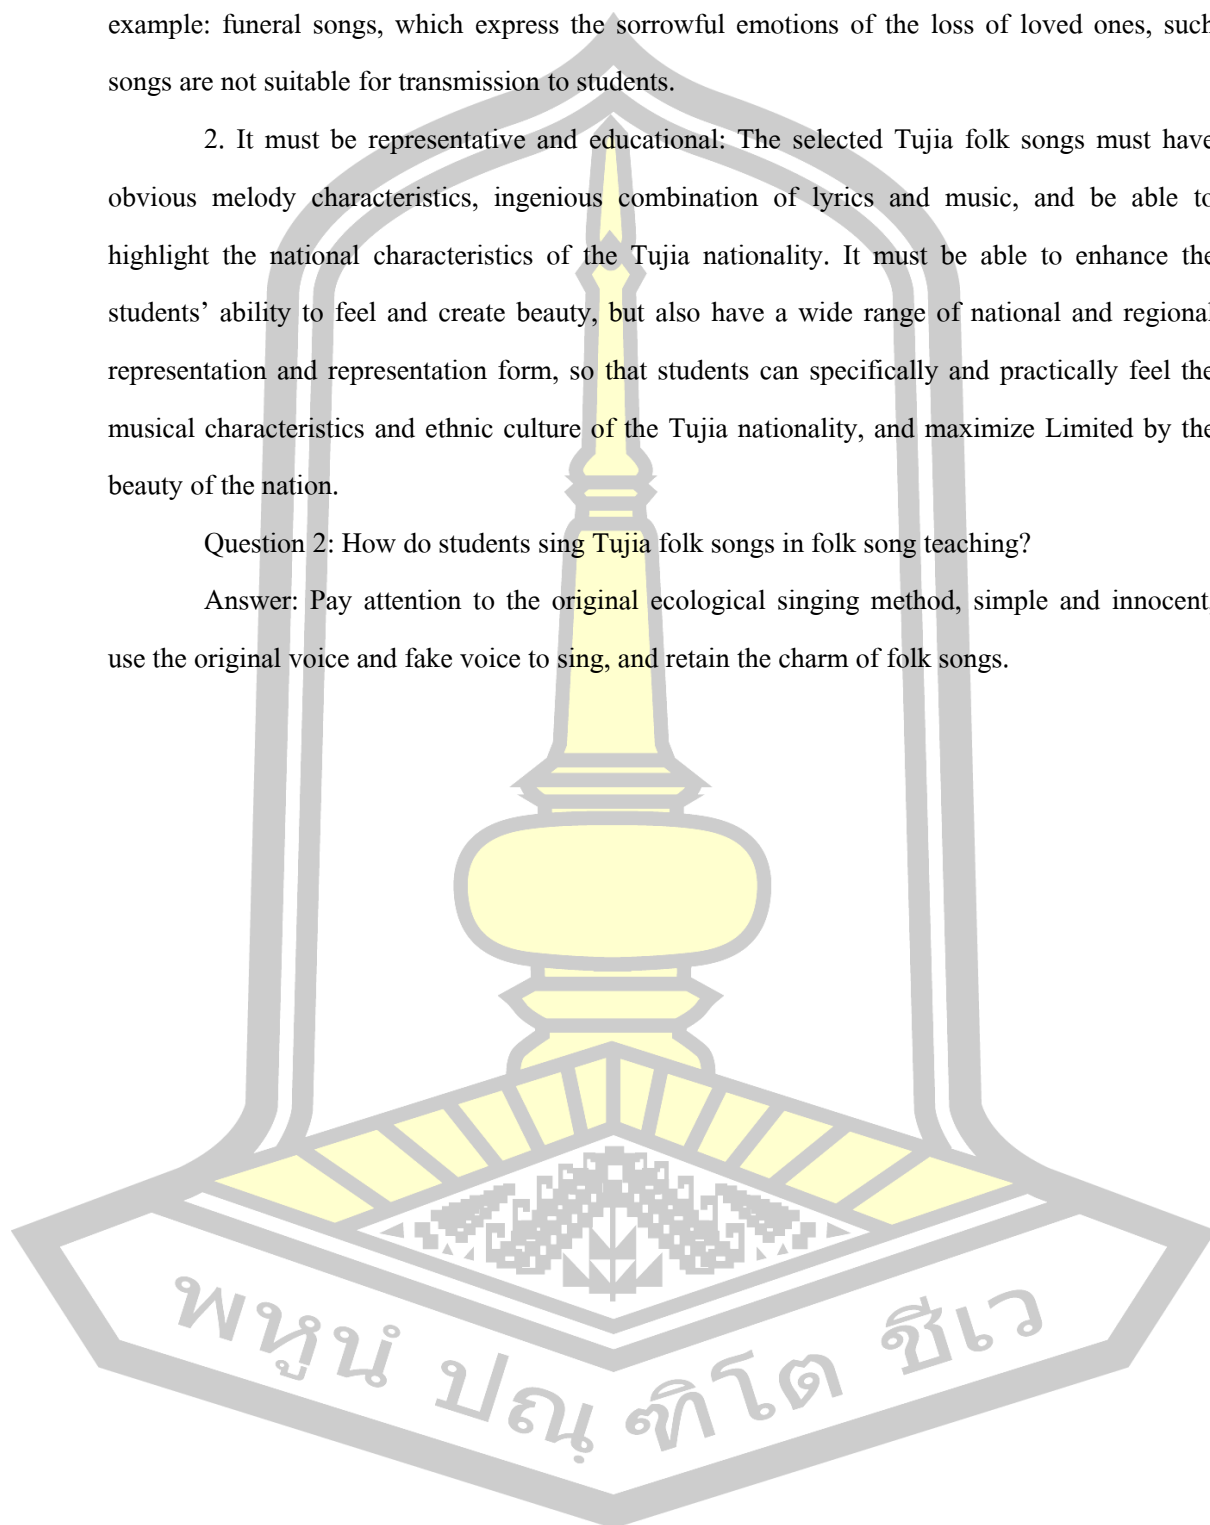 example: funeral songs, which express the sorrowful emotions of the loss of loved ones, such
songs are not suitable for transmission to students.
2. It must be representative and educational: The selected Tujia folk songs must have
obvious melody characteristics, ingenious combination of lyrics and music, and be able to
highlight the national characteristics of the Tujia nationality. It must be able to enhance the
students’ ability to feel and create beauty, but also have a wide range of national and regional
representation and representation form, so that students can specifically and practically feel the
musical characteristics and ethnic culture of the Tujia nationality, and maximize Limited by the
beauty of the nation.
Question 2: How do students sing Tujia folk songs in folk song teaching?
Answer: Pay attention to the original ecological singing method, simple and innocent,
use the original voice and fake voice to sing, and retain the charm of folk songs.
พหูนํ ปณฺฑิโต ชีเว